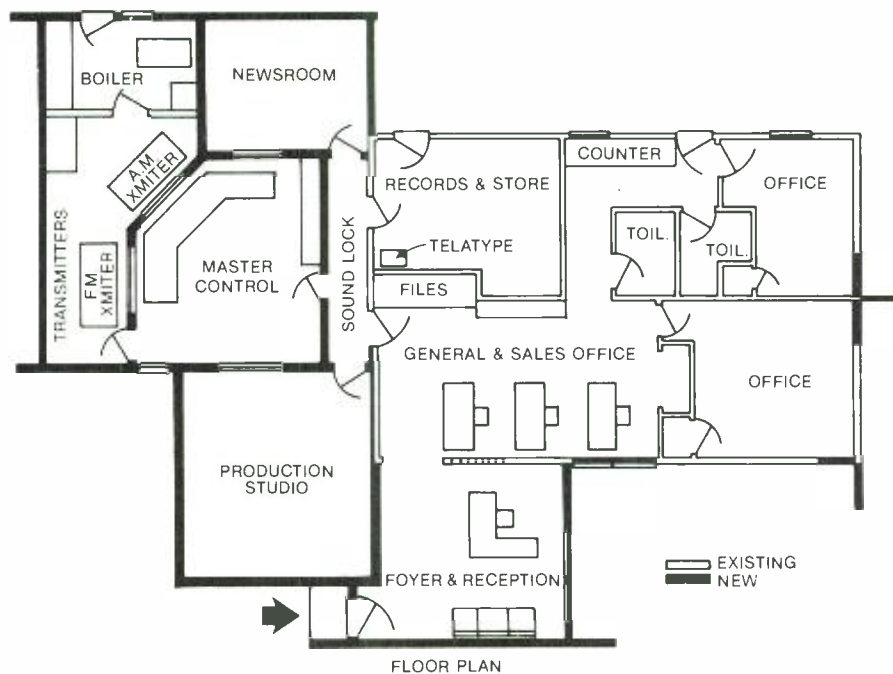 BOILER
NEWSROOM
A.M
XMITER
TRANSMITTERS
FM
XMITER
MASTER
CONTROL
SOUND LOCK
RECORDS & STORE
TELATYPE
FILES
COUNTER
TOIL.
TOIL.
OFFICE
GENERAL & SALES OFFICE
OFFICE
PRODUCTION
STUDIO
FOYER & RECEPTION
EXISTING
NEW
FLOOR PLAN